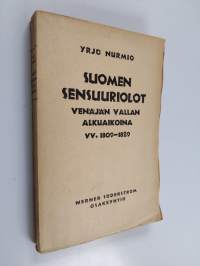 YRJÖ NURMIO
SUOMEN
SENSUURIOLOT
VENÄJÄN VALLAN
ALKUAIKOINA
VV. 1809-1829
WERNER SÖDERSTRÖM
OSAKEYHTIÖ